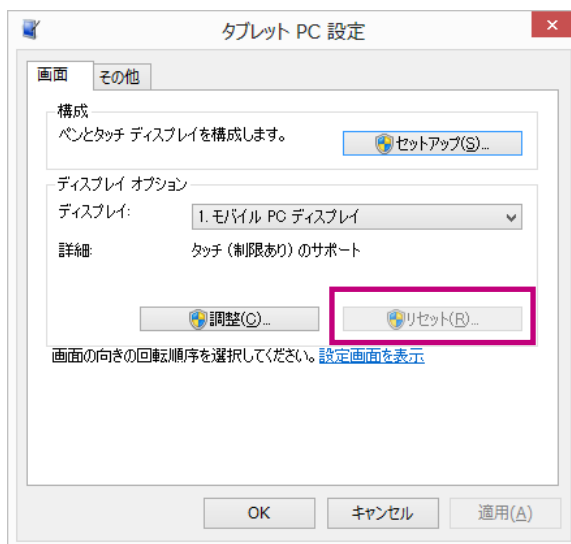 タブレット PC 設定
画面
その他
構成
ペンとタッチ ディスプレイを構成します。
セットアップ(S)...
ディスプレイ オプション
ディスプレイ:
1. モバイル PC ディスプレイ
詳細:
タッチ (制限あり) のサポート
調整(C)...
リセット(R)...
画面の向きの回転順序を選択してください。設定画面を表示
OK
キャンセル
適用(A)